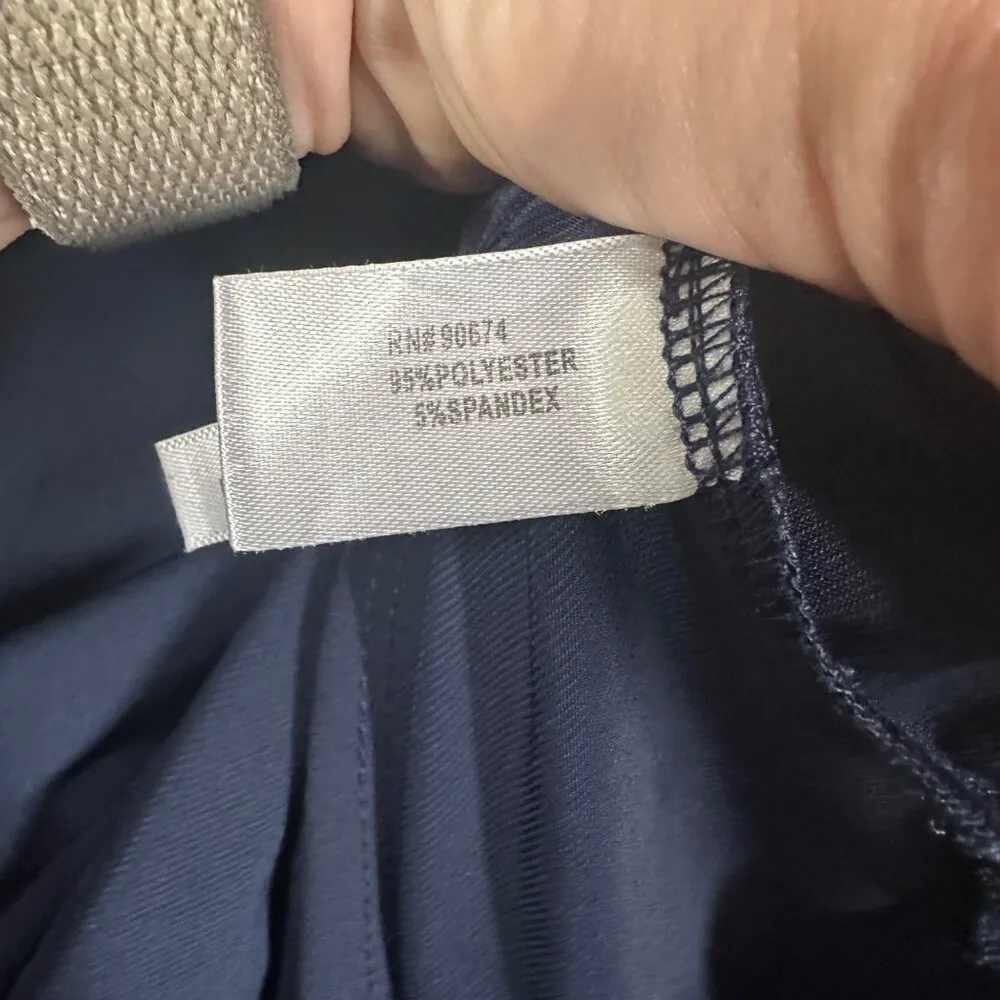 RN# 90674
95%POLYESTER
5%SPANDEX